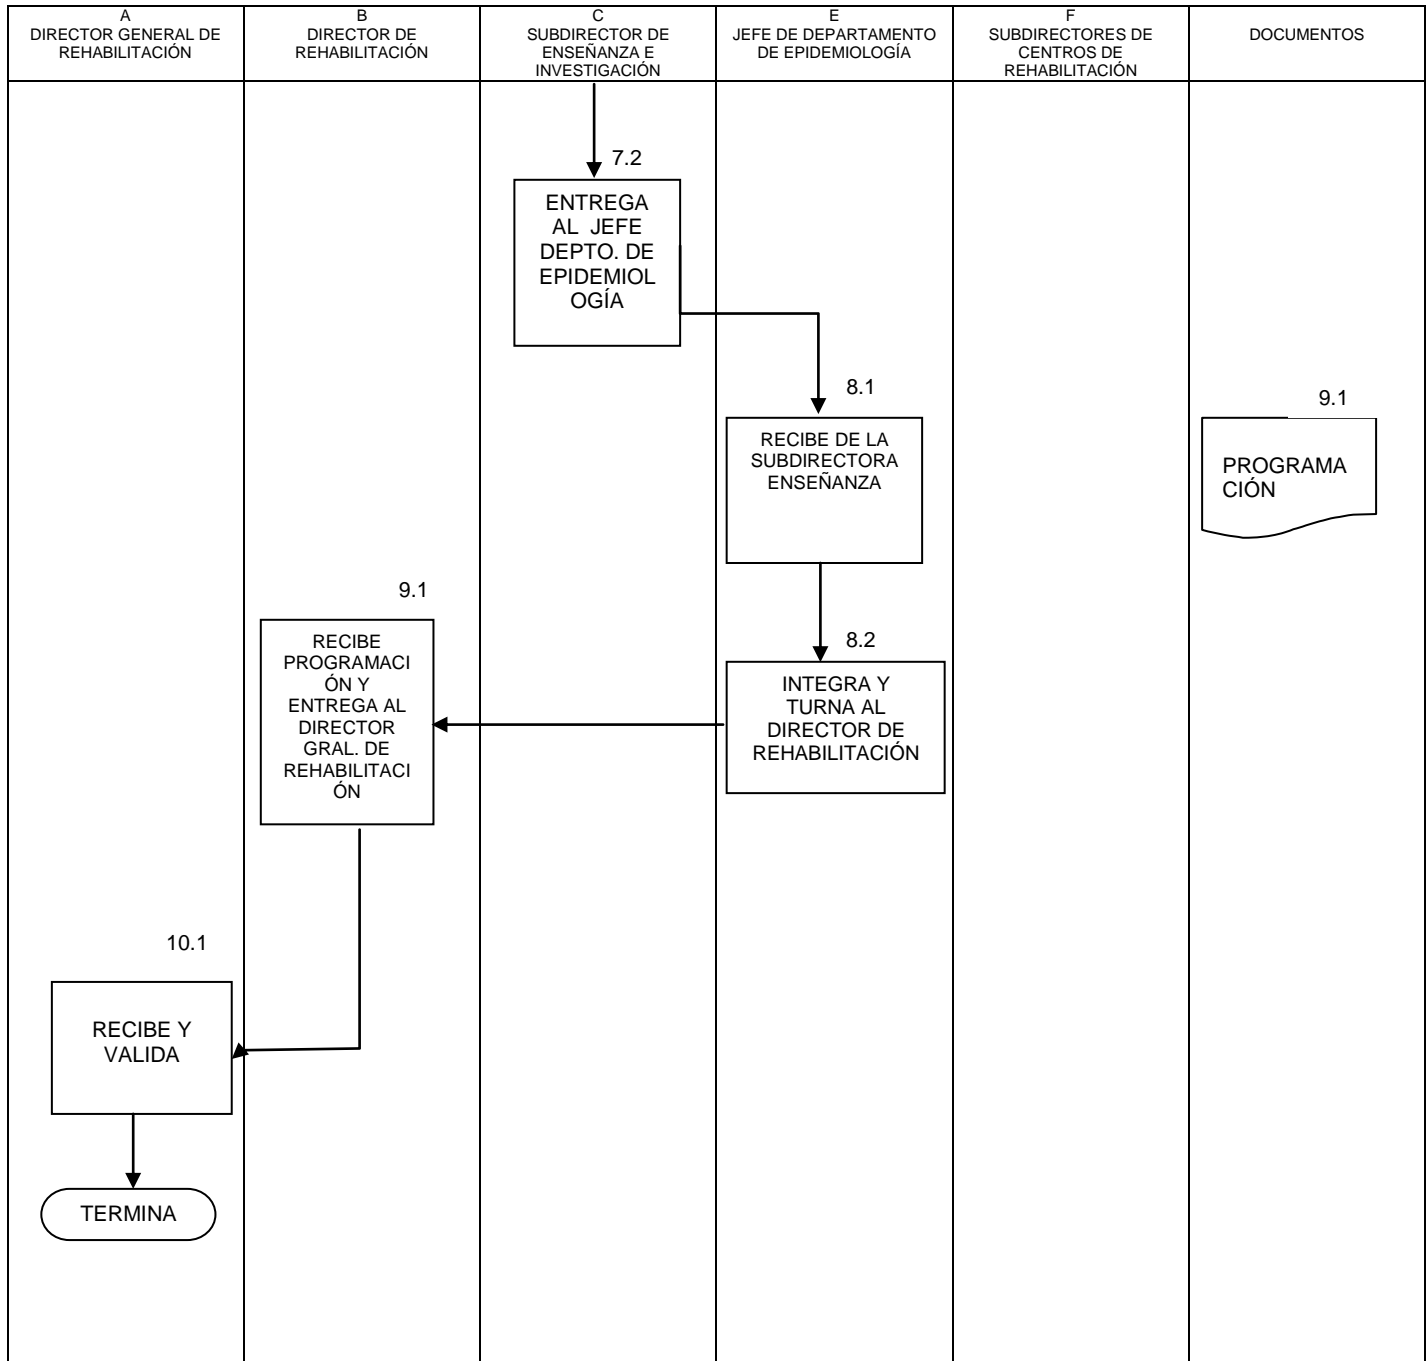 A
DIRECTOR GENERAL DE
REHABILITACIÓN
B
DIRECTOR DE
REHABILITACIÓN
C
SUBDIRECTOR DE
ENSEÑANZA E
INVESTIGACIÓN
E
JEFE DE DEPARTAMENTO
DE EPIDEMIOLOGÍA
F
SUBDIRECTORES DE
CENTROS DE
REHABILITACIÓN
DOCUMENTOS
7.2
ENTREGA
AL JEFE
DEPTO. DE
EPIDEMIOL
OGÍA
8.1
RECIBE DE LA
SUBDIRECTORA
ENSEÑANZA
9.1
PROGRAMA
CIÓN
8.2
INTEGRA Y
TURNA AL
DIRECTOR DE
REHABILITACIÓN
9.1
RECIBE
PROGRAMACI
ÓN Y
ENTREGA AL
DIRECTOR
GRAL. DE
REHABILITACI
ÓN
10.1
RECIBE Y
VALIDA
TERMINA